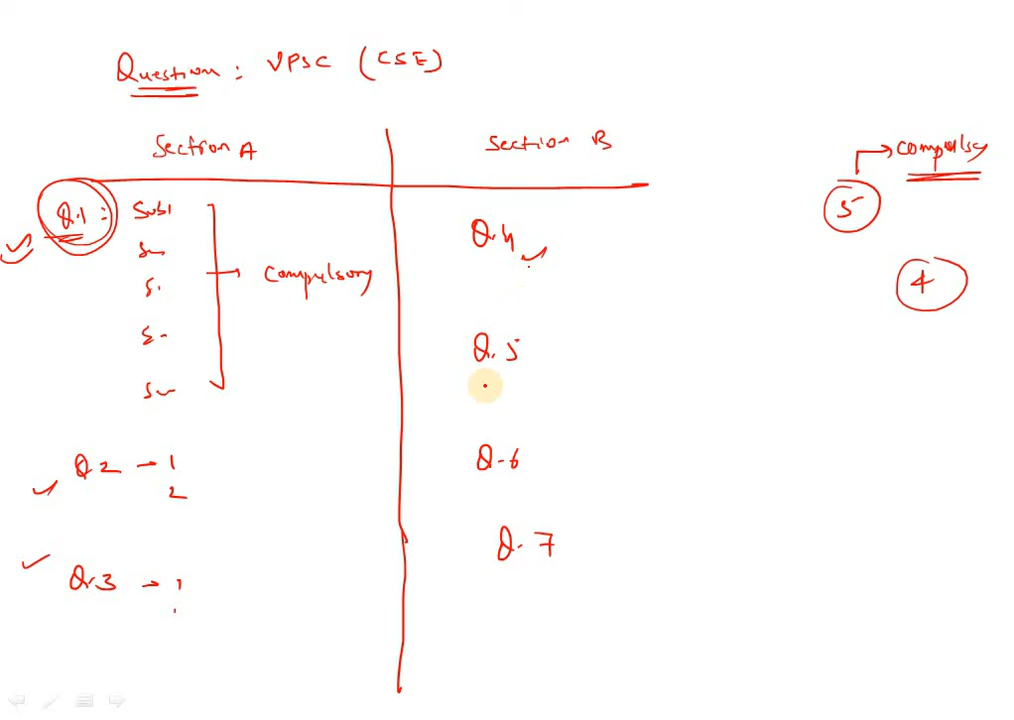 Question: UPSC (CSE)
Section A
Section B
Q.1: Sub1
Compulsory
Q.2 → 1
2
Q.3 → 1
Q.4
Q.5
Q.6
Q.7
5 → compulsy
4